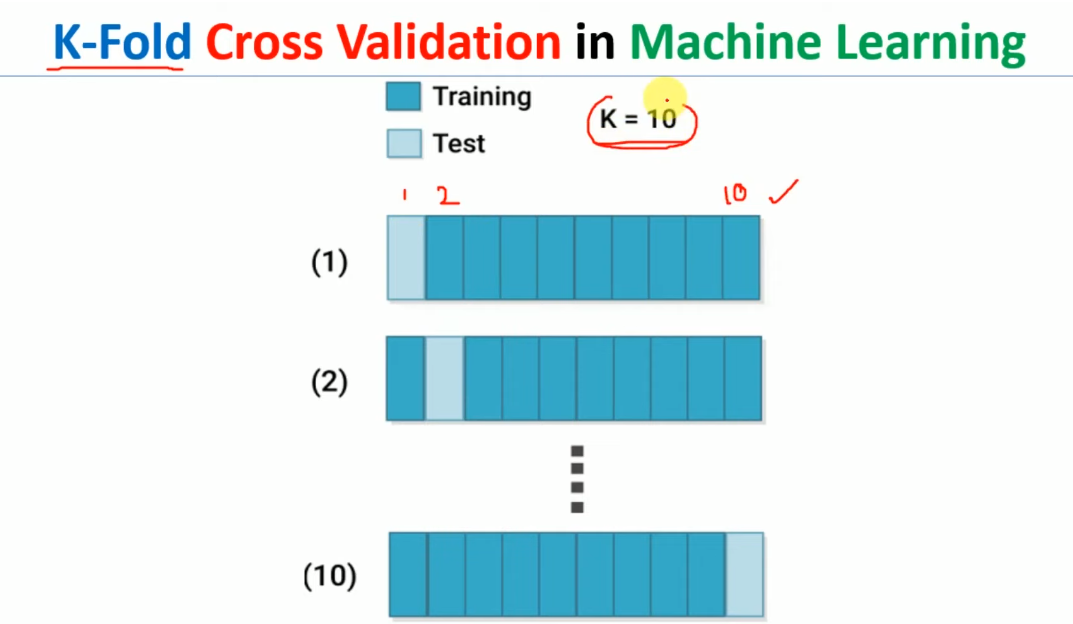 K-Fold Cross Validation in Machine Learning
Training
K = 10
Test
1 2 10
(1)
(2)
(10)